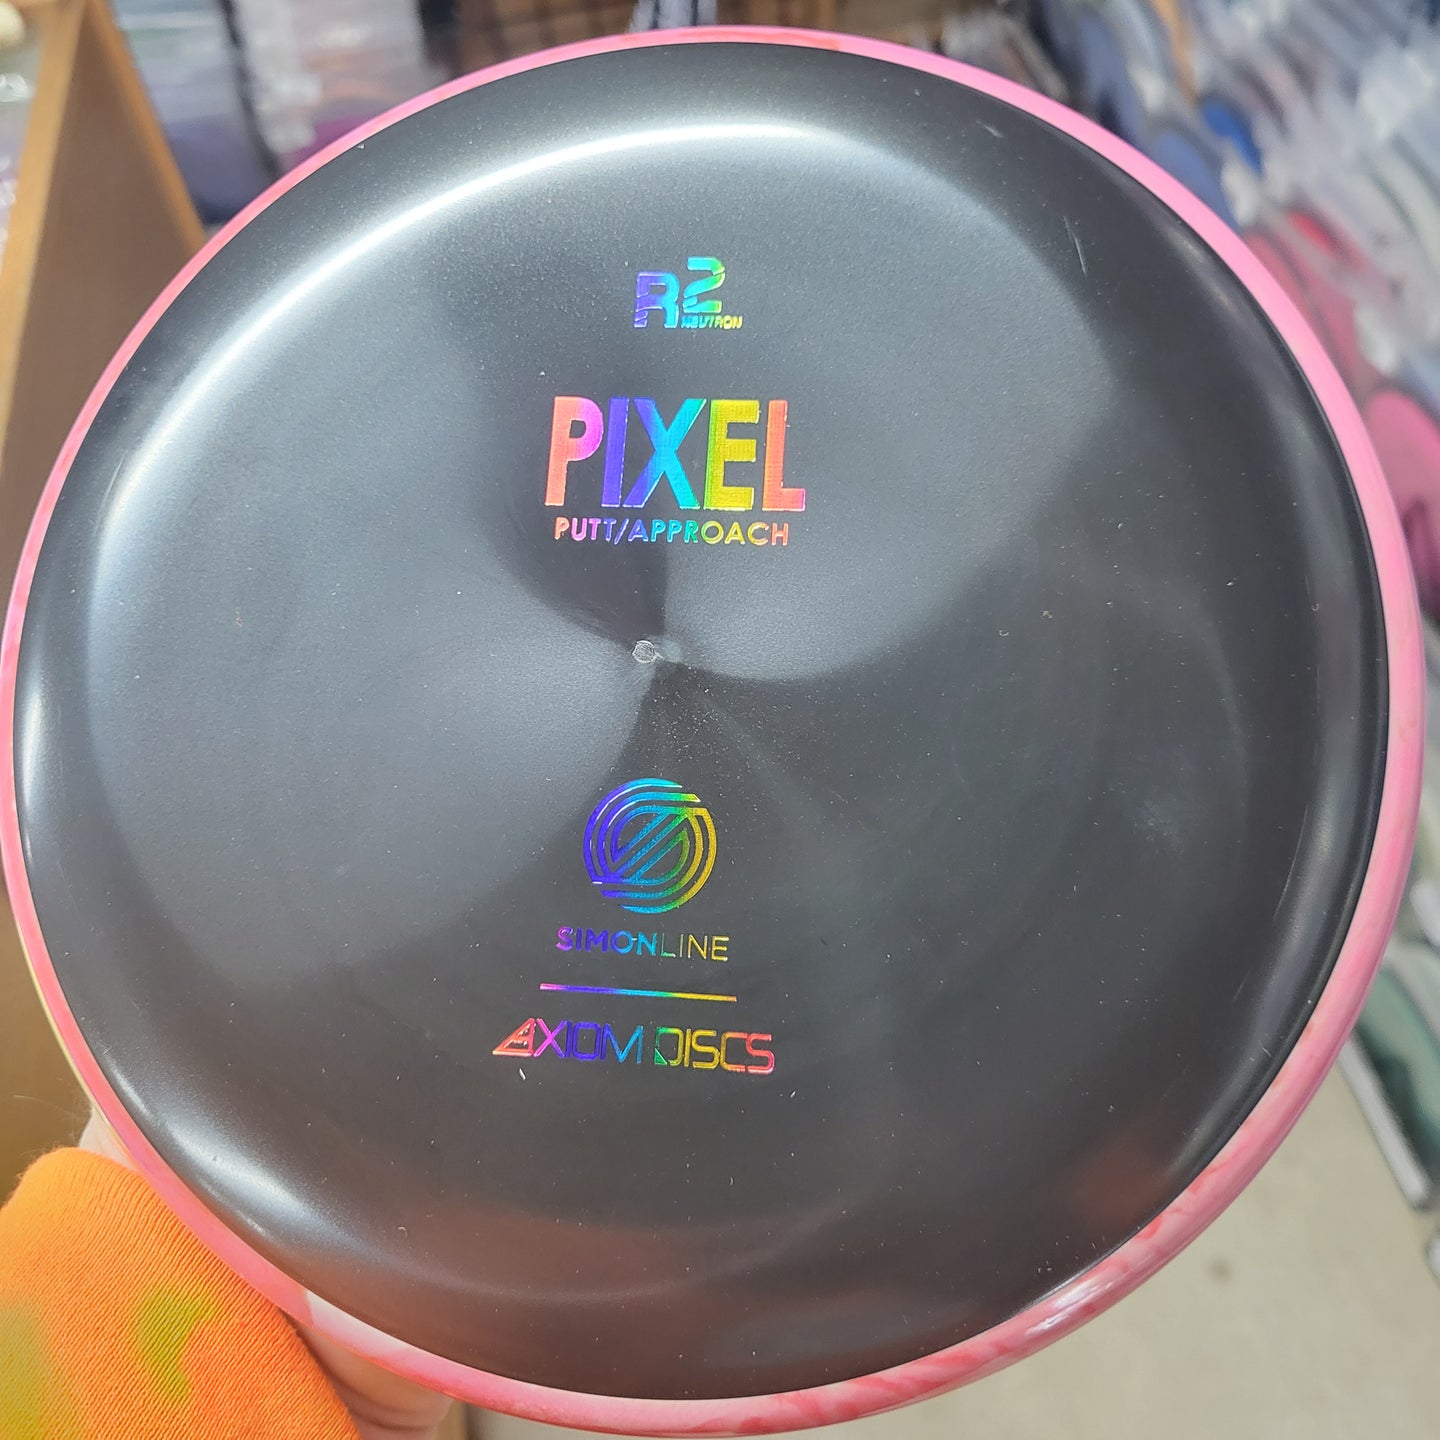 R2
NEUTRON
PIXEL
PUTT/APPROACH
SIMONLINE
AXIOM DISCS